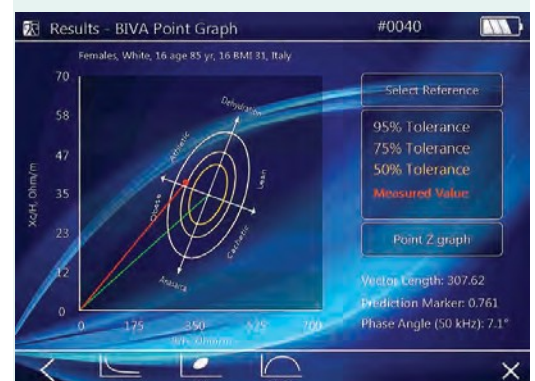 Results - BIVA Point Graph
#0040
Females, White, 16 age 85 yr, 16 BMI 31, Italy
70
58
47
35
23
12
0
Xc/H, Ohm/m
0 175 350 525 700
Ohm/m
Dehydration
Athletic
Lean
Obese
Cachetic
Anasarca
Select Reference
95% Tolerance
75% Tolerance
50% Tolerance
Measured Value
Point Z graph
Vector Length: 307.62
Prediction Marker: 0.761
Phase Angle (50 kHz): 7.1°